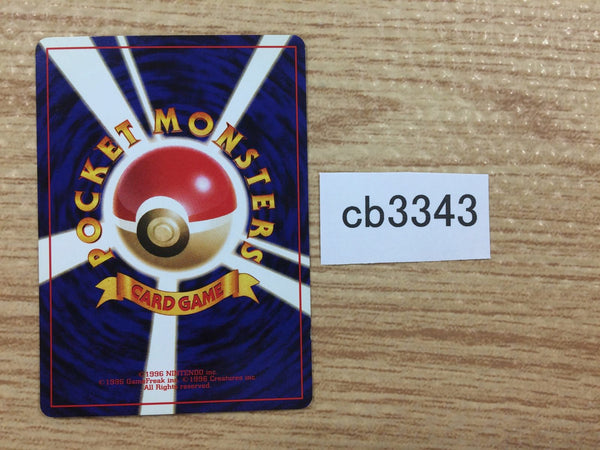 POCKET MONSTERS
CARD GAME
©1996 NINTENDO inc.
©1995 GameFreak inc. ©1996 Creatures inc.
All Rights reserved.
cb3343